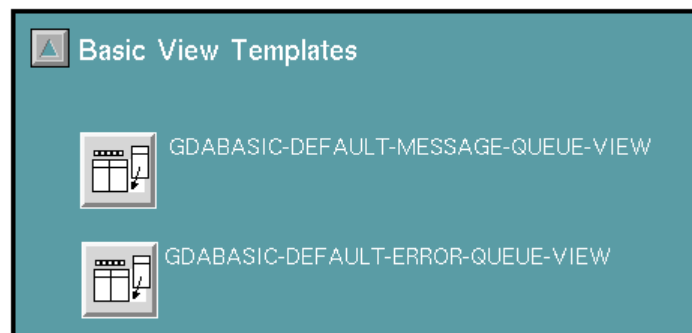 Basic View Templates
GDABASIC-DEFAULT-MESSAGE-QUEUE-VIEW
GDABASIC-DEFAULT-ERROR-QUEUE-VIEW